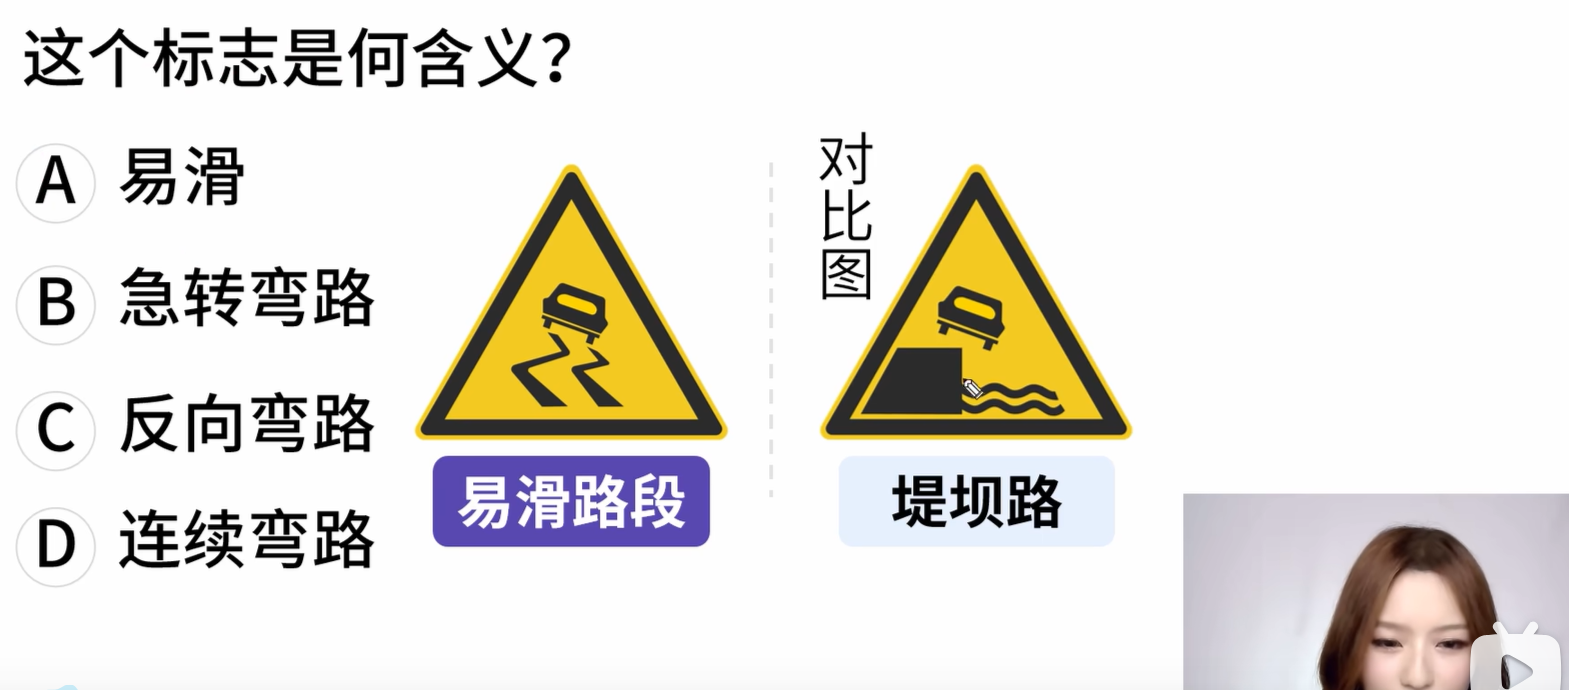 这个标志是何含义？
A 易滑
B 急转弯路
C 反向弯路
D 连续弯路
易滑路段
对比图
堤坝路